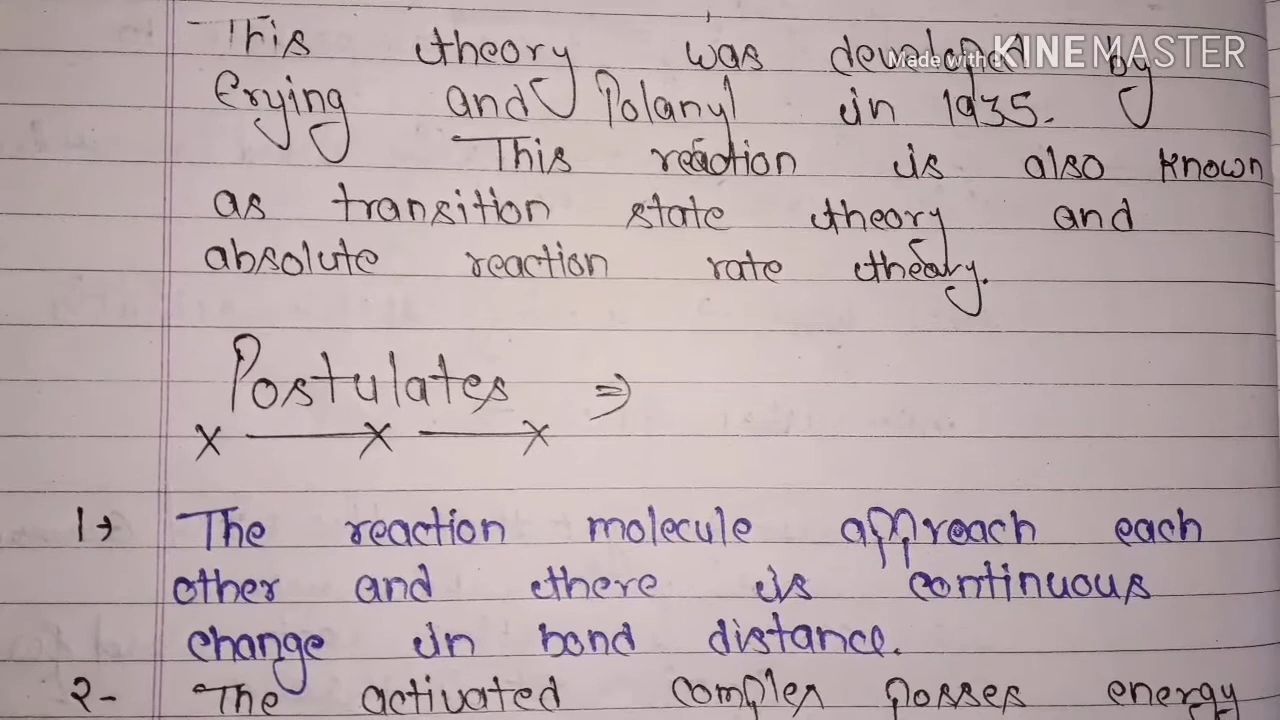 This theory was developed by
Made with KINEMASTER
Erying and Polanyl in 1935.
This reaction is also known
as transition state theory and
absolute reaction rate theory.
Postulates ⇒
x — x — x
1→ The reaction molecule approach each
other and there is continuous
change in bond distance.
2- The activated complex posses energy